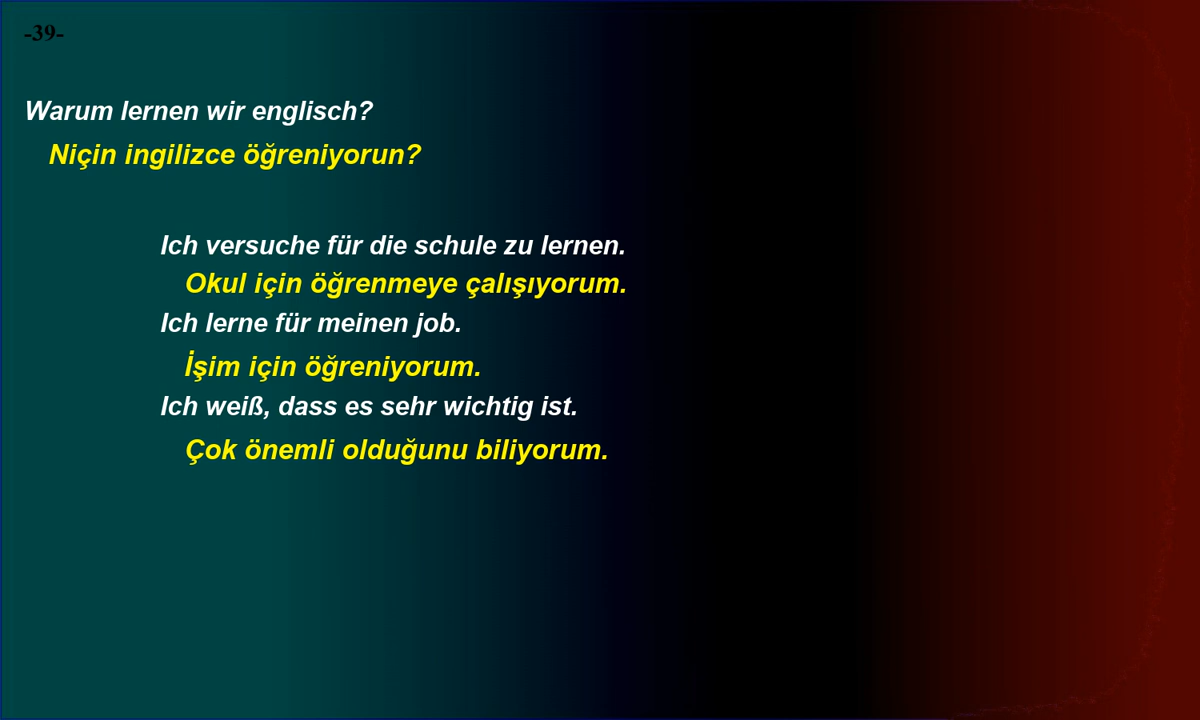 -39-
Warum lernen wir englisch?
Niçin ingilizce öğreniyorun?
Ich versuche für die schule zu lernen.
Okul için öğrenmeye çalışıyorum.
Ich lerne für meinen job.
İşim için öğreniyorum.
Ich weiß, dass es sehr wichtig ist.
Çok önemli olduğunu biliyorum.